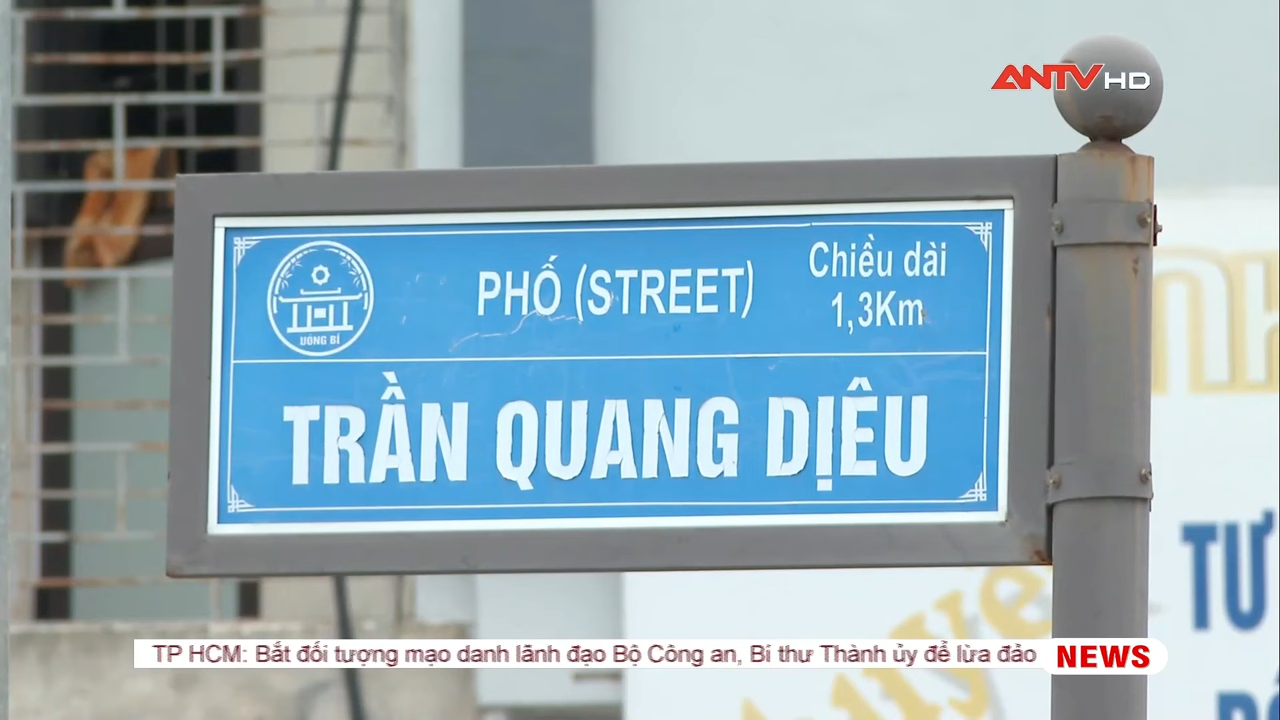 ANTV HD
PHỐ (STREET)
Chiều dài
1,3Km
UÔNG BÍ
TRẦN QUANG DIỆU
TƯ
TP HCM: Bắt đối tượng mạo danh lãnh đạo Bộ Công an, Bí thư Thành ủy để lừa đảo
NEWS